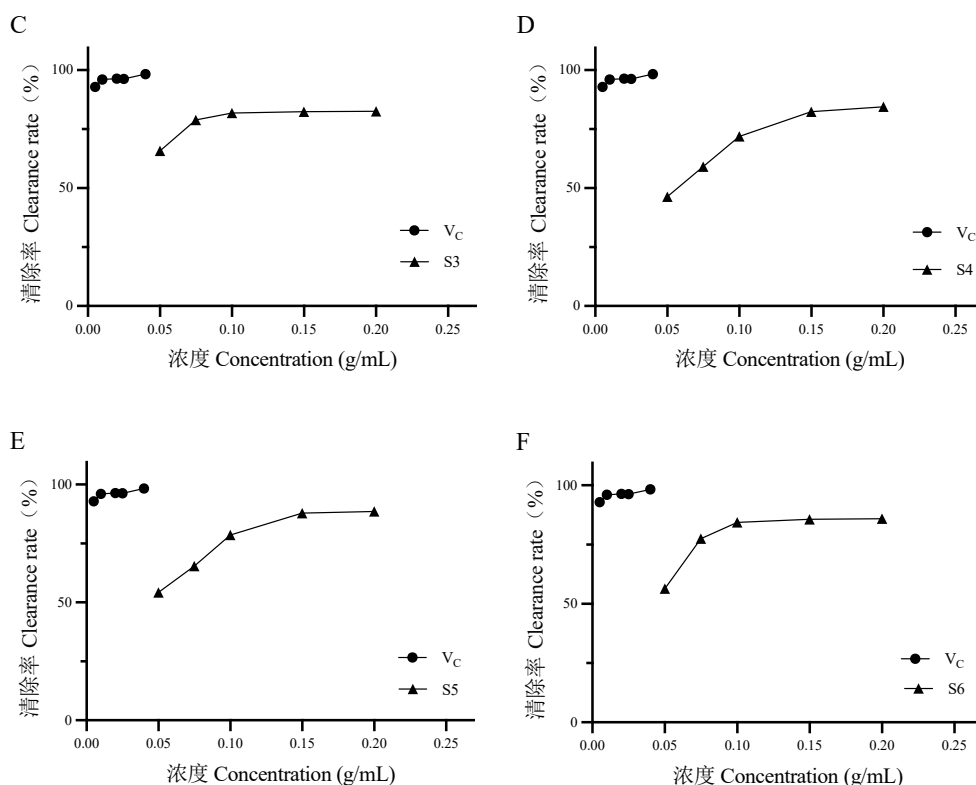 C
清除率 Clearance rate（%）
100
50
0
V_C
S3
0.00 0.05 0.10 0.15 0.20 0.25
浓度 Concentration (g/mL)
D
清除率 Clearance rate（%）
100
50
0
V_C
S4
0.00 0.05 0.10 0.15 0.20 0.25
浓度 Concentration (g/mL)
E
清除率 Clearance rate（%）
100
50
0
V_C
S5
0.00 0.05 0.10 0.15 0.20 0.25
浓度 Concentration (g/mL)
F
清除率 Clearance rate（%）
100
50
0
V_C
S6
0.00 0.05 0.10 0.15 0.20 0.25
浓度 Concentration (g/mL)